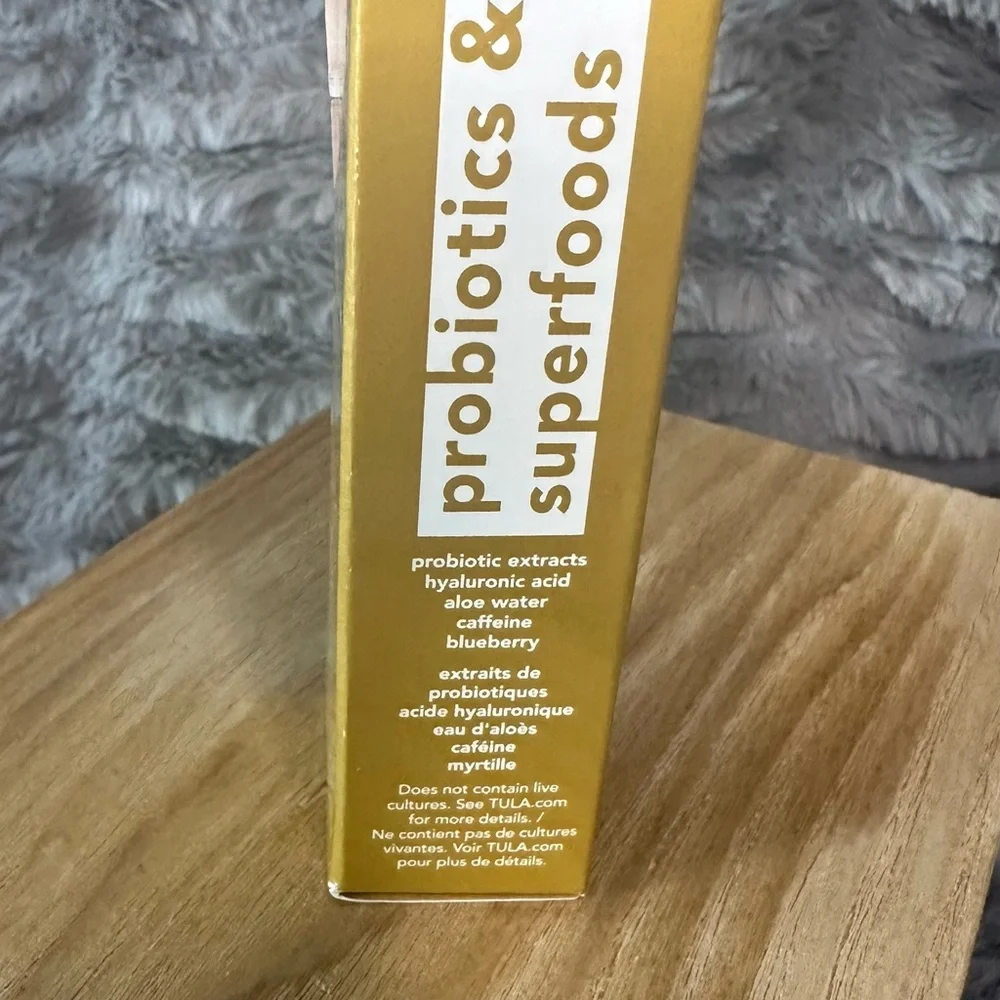 probiotics &
superfoods
probiotic extracts
hyaluronic acid
aloe water
caffeine
blueberry
extraits de
probiotiques
acide hyaluronique
eau d'aloès
caféine
myrtille
Does not contain live
cultures. See TULA.com
for more details. /
Ne contient pas de cultures
vivantes. Voir TULA.com
pour plus de détails.